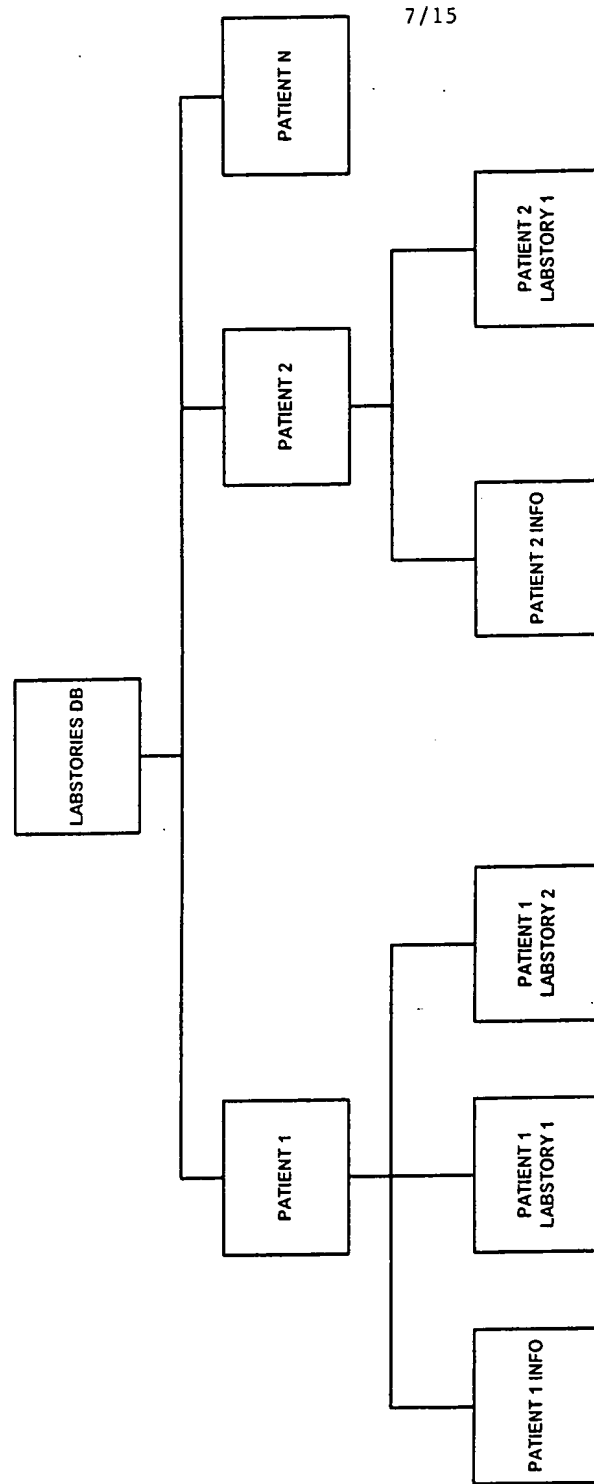 7/15
LABSTORIES DB
PATIENT 1
PATIENT 2
PATIENT N
PATIENT 1 INFO
PATIENT 1
LABSTORY 1
PATIENT 1
LABSTORY 2
PATIENT 2 INFO
PATIENT 2
LABSTORY 1